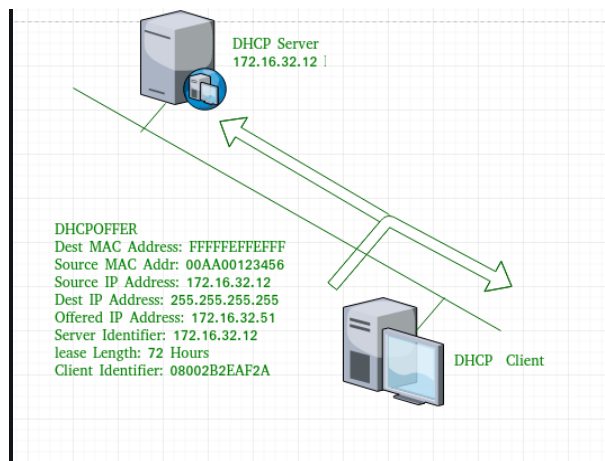 DHCP Server
172.16.32.12
DHCPOFFER
Dest MAC Address: FFFFFEFFEFFF
Source MAC Addr: 00AA00123456
Source IP Address: 172.16.32.12
Dest IP Address: 255.255.255.255
Offered IP Address: 172.16.32.51
Server Identifier: 172.16.32.12
lease Length: 72 Hours
Client Identifier: 08002B2EAF2A
DHCP Client